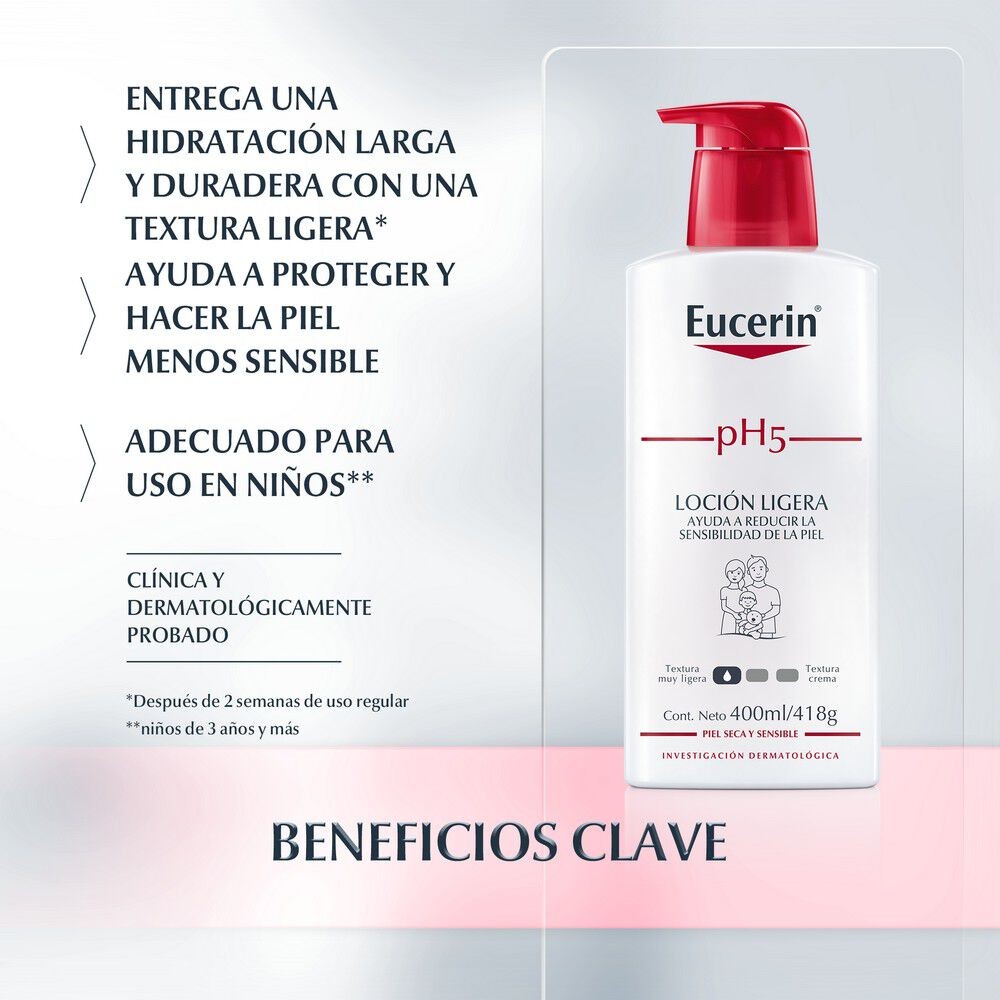 ENTREGA UNA
HIDRATACIÓN LARGA
Y DURADERA CON UNA
TEXTURA LIGERA*
AYUDA A PROTEGER Y
HACER LA PIEL
MENOS SENSIBLE
ADECUADO PARA
USO EN NIÑOS**
CLÍNICA Y
DERMATOLÓGICAMENTE
PROBADO
*Después de 2 semanas de uso regular
**niños de 3 años y más
Eucerin®
pH5
LOCIÓN LIGERA
AYUDA A REDUCIR LA
SENSIBILIDAD DE LA PIEL
Textura
muy ligera
Textura
crema
Cont. Neto 400ml/418g
PIEL SECA Y SENSIBLE
INVESTIGACIÓN DERMATOLÓGICA
BENEFICIOS CLAVE